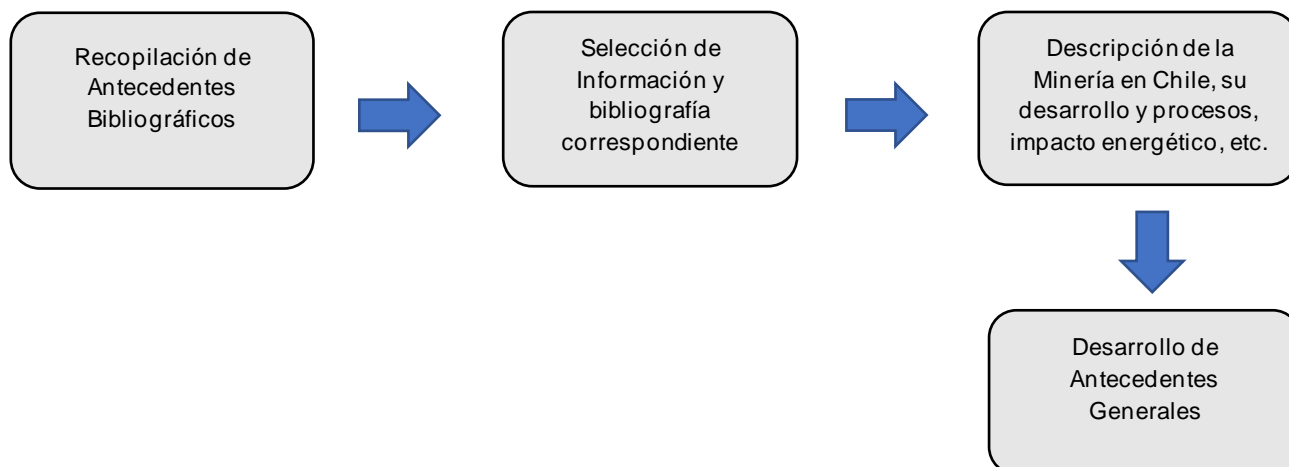 Recopilación de
Antecedentes
Bibliográficos
Selección de
Información y
bibliografía
correspondiente
Descripción de la
Minería en Chile, su
desarrollo y procesos,
impacto energético, etc.
Desarrollo de
Antecedentes
Generales